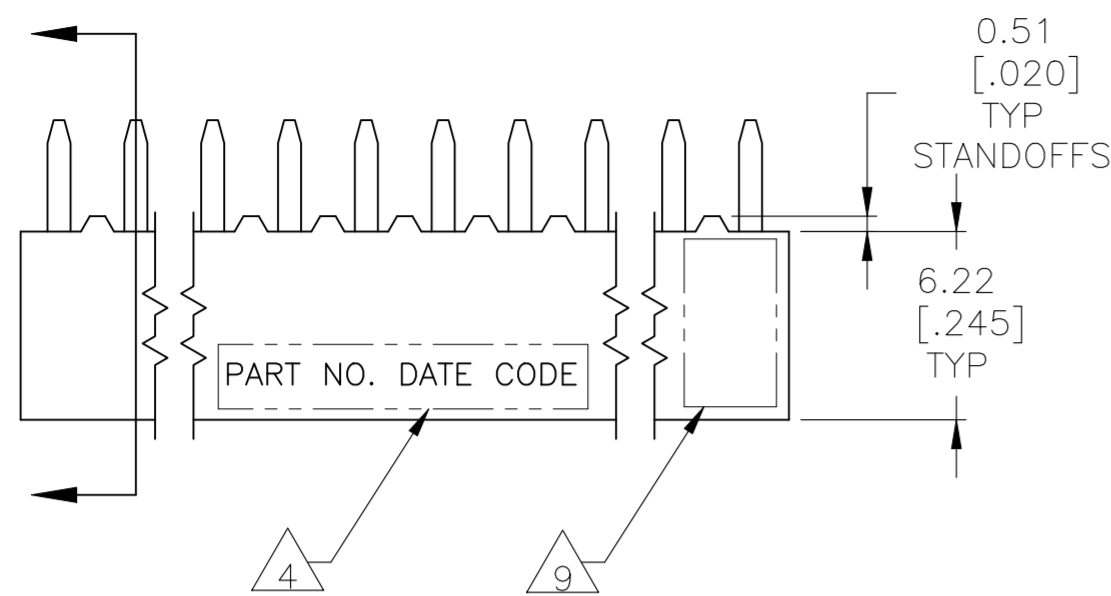 0.51
[.020]
TYP
STANDOFFS
6.22
[.245]
TYP
PART NO. DATE CODE
4
9